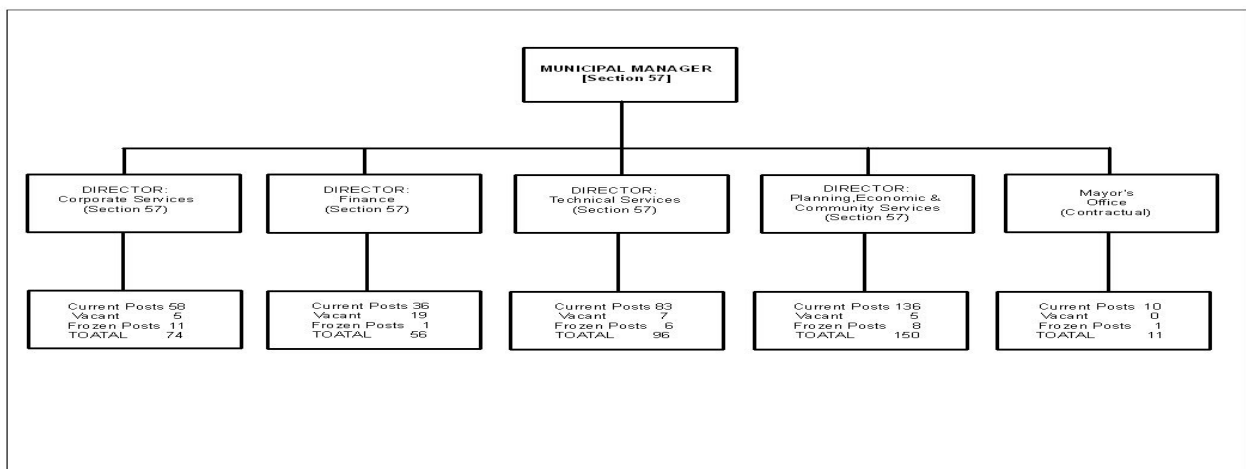 MUNICIPAL MANAGER
[Section 57]
DIRECTOR:
Corporate Services
(Section 57)
DIRECTOR:
Finance
(Section 57)
DIRECTOR:
Technical Services
(Section 57)
DIRECTOR:
Planning,Economic &
Community Services
(Section 57)
Mayor's
Office
(Contractual)
Current Posts 58
Vacant 5
Frozen Posts 11
TOATAL 74
Current Posts 36
Vacant 19
Frozen Posts 1
TOATAL 56
Current Posts 83
Vacant 7
Frozen Posts 6
TOATAL 96
Current Posts 136
Vacant 5
Frozen Posts 8
TOATAL 150
Current Posts 10
Vacant 0
Frozen Posts 1
TOATAL 11